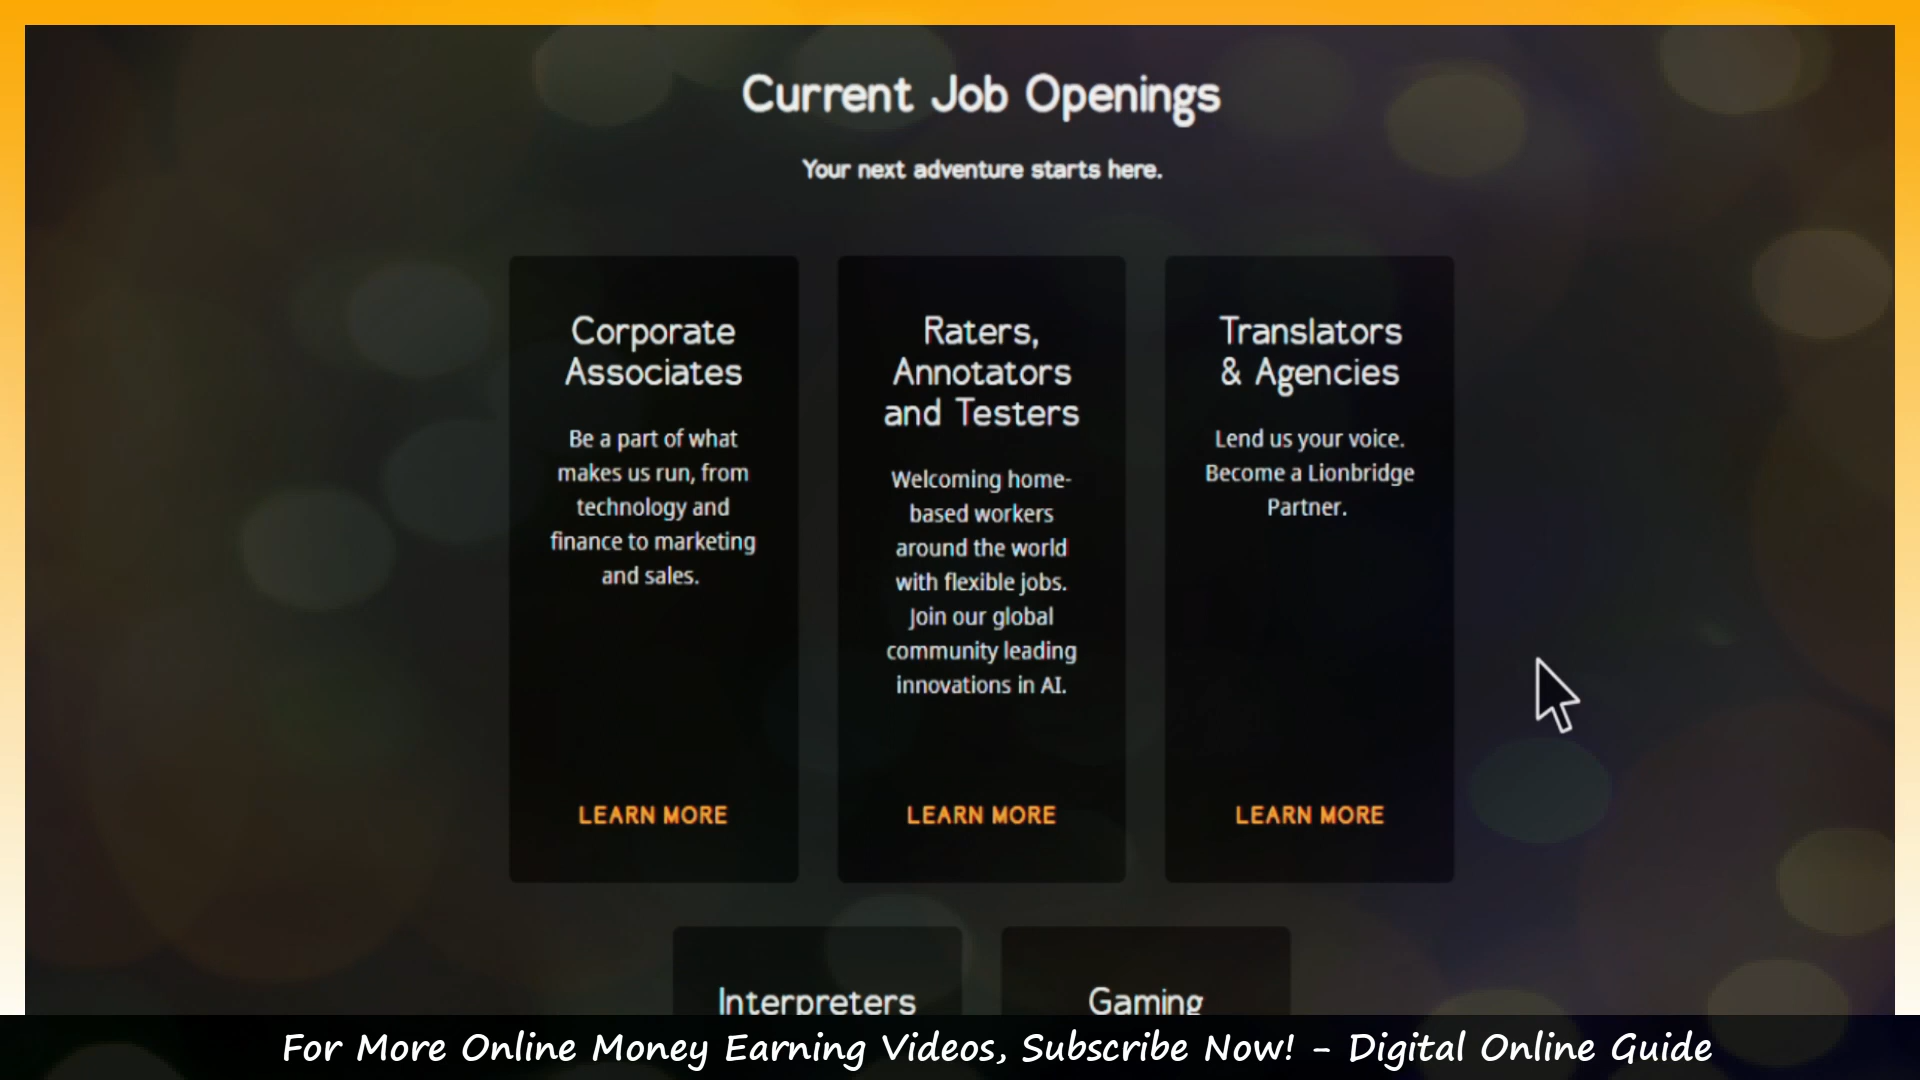 Current Job Openings
Your next adventure starts here.
Corporate
Associates
Be a part of what
makes us run, from
technology and
finance to marketing
and sales.
LEARN MORE
Raters,
Annotators
and Testers
Welcoming home-
based workers
around the world
with flexible jobs.
Join our global
community leading
innovations in AI.
LEARN MORE
Translators
& Agencies
Lend us your voice.
Become a Lionbridge
Partner.
LEARN MORE
Interpreters
Gaming
For More Online Money Earning Videos, Subscribe Now! - Digital Online Guide